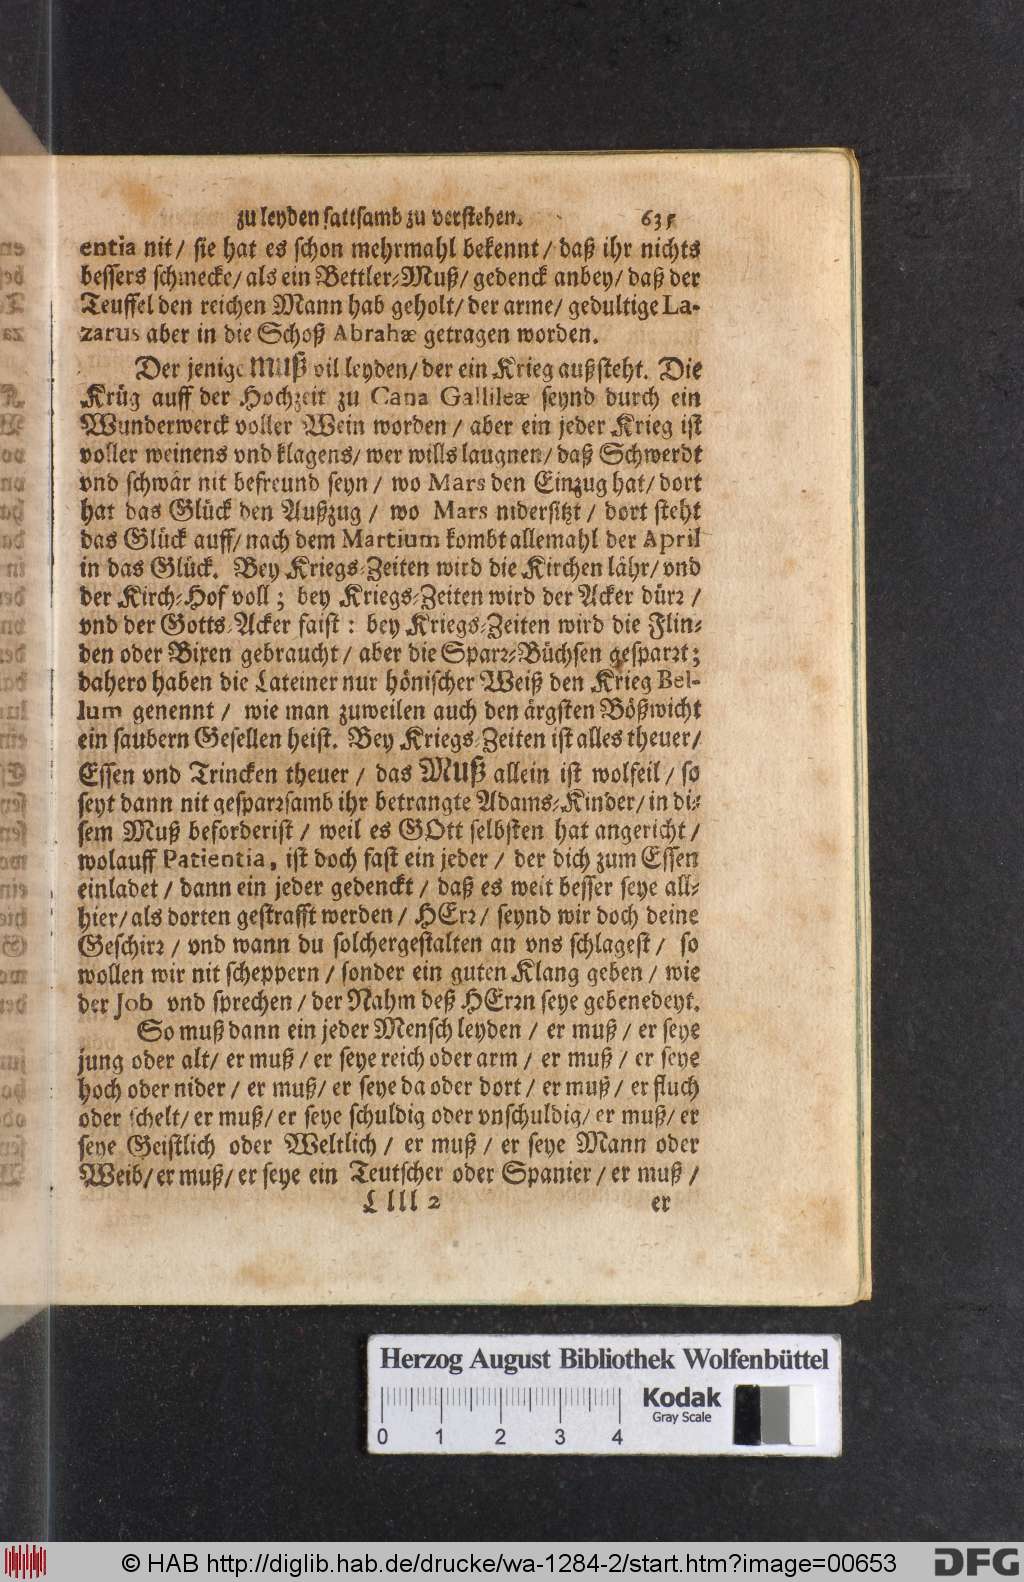 zu leyden sattsamb zu verstehen. 635
entia nit / sie hat es schon mehrmahl bekennt / daß ihr nichts
bessers schmecke / als ein Bettler-Muß / gedenck anbey / daß der
Teuffel den reichen Mann hab geholt / der arme / gedultige La-
zarus aber in die Schoß Abrahæ getragen worden.
Der jenige muß vil leyden / der ein Krieg außsteht. Die
Krüg auff der Hochzeit zu Cana Gallileæ seynd durch ein
Wunderwerck voller Wein worden / aber ein jeder Krieg ist
voller weinens vnd klagens / wer wills laugnen / daß Schwerdt
vnd schwär nit befreund seyn / wo Mars den Einzug hat / dort
hat das Glück den Außzug / wo Mars nidersitzt / dort steht
das Glück auff / nach dem Martium kombt allemahl der April
in das Glück. Bey Kriegs-Zeiten wird die Kirchen lähr / vnd
der Kirch-Hof voll ; bey Kriegs-Zeiten wird der Acker dürr /
vnd der Gotts-Acker faist : bey Kriegs-Zeiten wird die Flin-
den oder Bixen gebraucht / aber die Sparr-Büchsen gesparrt ;
dahero haben die Lateiner nur hönischer Weiß den Krieg Bel-
lum genennt / wie man zuweilen auch den ärgsten Bößwicht
ein saubern Gesellen heist. Bey Kriegs-Zeiten ist alles theuer /
Essen vnd Trincken theuer / das Muß allein ist wolfeil / so
seyt dann nit gesparrsamb ihr betrangte Adams-Kinder / in di-
sem Muß beforderist / weil es GOtt selbsten hat angericht /
wolauff Patientia, ist doch fast ein jeder / der dich zum Essen
einladet / dann ein jeder gedenckt / daß es weit besser seye all-
hier / als dorten gestrafft werden / HErr / seynd wir doch deine
Geschirr / vnd wann du solchergestalten an vns schlagest / so
wollen wir nit scheppern / sonder ein guten Klang geben / wie
der Job vnd sprechen / der Nahm deß HErrn seye gebenedeyt.
So muß dann ein jeder Mensch leyden / er muß / er seye
jung oder alt / er muß / er seye reich oder arm / er muß / er seye
hoch oder nider / er muß / er seye da oder dort / er muß / er fluch
oder schelt / er muß / er seye schuldig oder vnschuldig / er muß / er
seye Geistlich oder Weltlich / er muß / er seye Mann oder
Weib / er muß / er seye ein Teutscher oder Spanier / er muß /
Llll 2 er
Herzog August Bibliothek Wolfenbüttel
Kodak
Gray Scale
0 1 2 3 4
© HAB http://diglib.hab.de/drucke/wa-1284-2/start.htm?image=00653
DFG